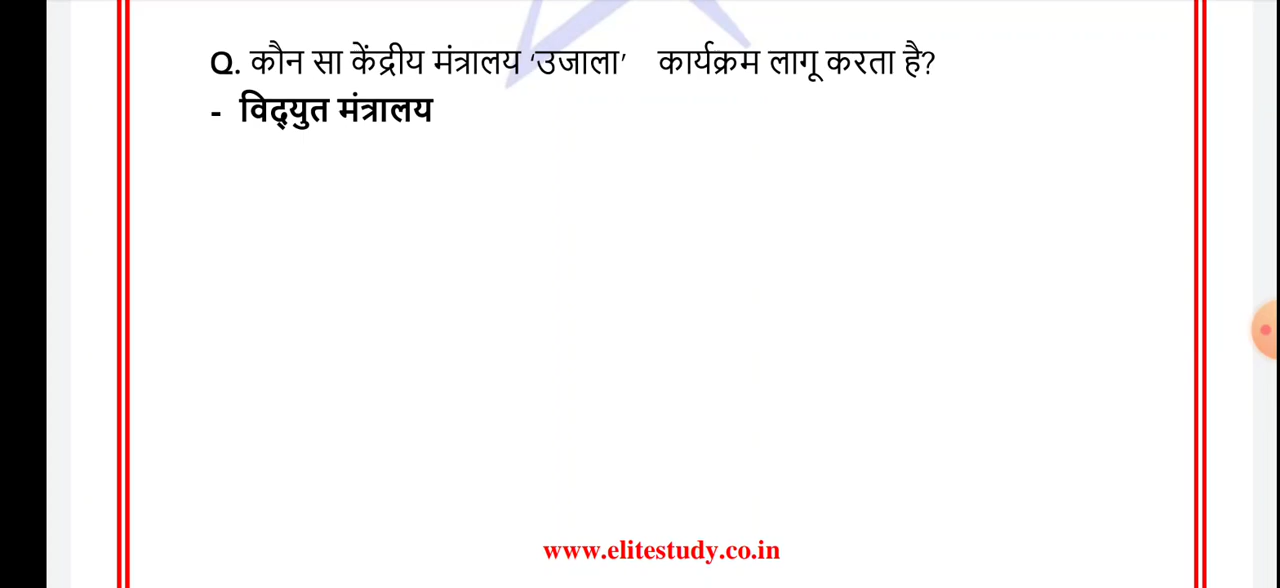 Q. कौन सा केंद्रीय मंत्रालय ‘उजाला’ कार्यक्रम लागू करता है?
- विद्युत मंत्रालय
www.elitestudy.co.in